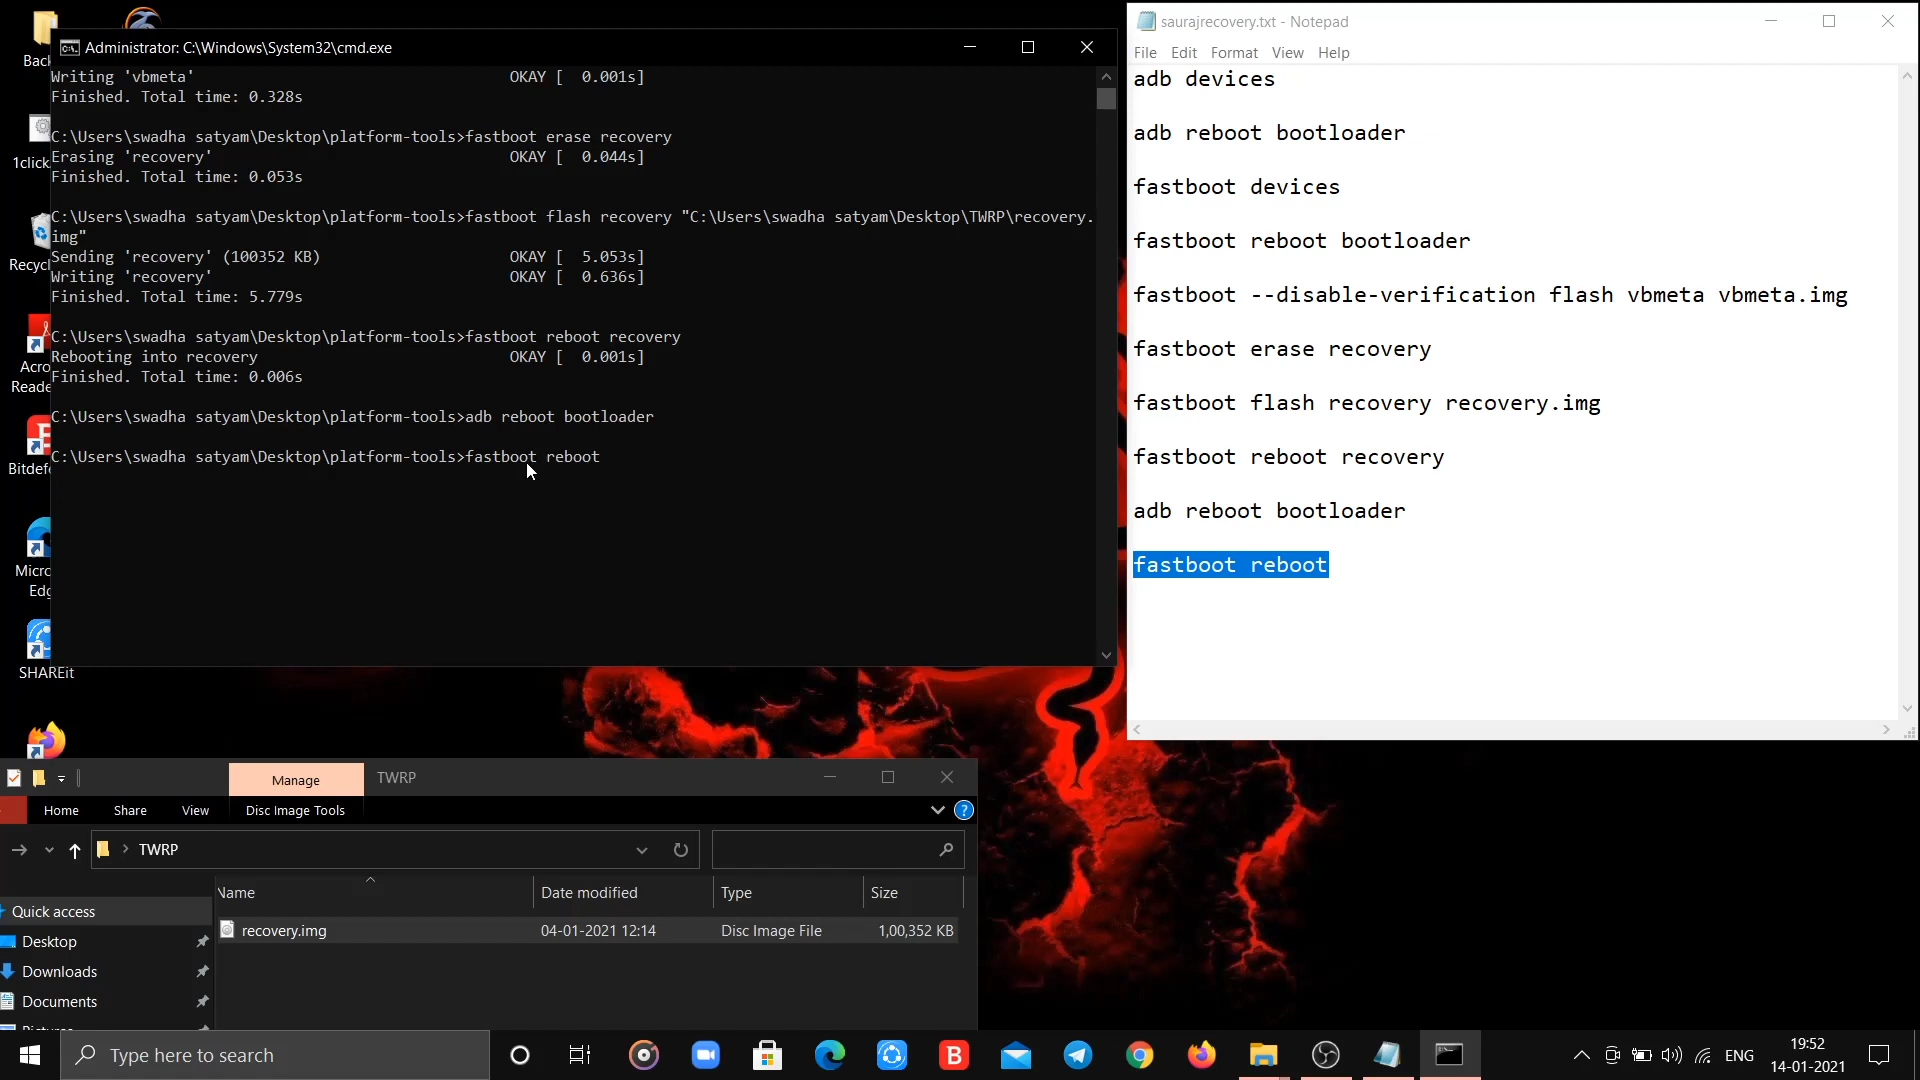 Back
1click
Recycl
Acro
Reade
Bitdefe
Micro
Edg
SHAREit
Administrator: C:\Windows\System32\cmd.exe
Writing 'vbmeta' OKAY [ 0.001s]
Finished. Total time: 0.328s
C:\Users\swadha satyam\Desktop\platform-tools>fastboot erase recovery
Erasing 'recovery' OKAY [ 0.044s]
Finished. Total time: 0.053s
C:\Users\swadha satyam\Desktop\platform-tools>fastboot flash recovery "C:\Users\swadha satyam\Desktop\TWRP\recovery.
img"
Sending 'recovery' (100352 KB) OKAY [ 5.053s]
Writing 'recovery' OKAY [ 0.636s]
Finished. Total time: 5.779s
C:\Users\swadha satyam\Desktop\platform-tools>fastboot reboot recovery
Rebooting into recovery OKAY [ 0.001s]
Finished. Total time: 0.006s
C:\Users\swadha satyam\Desktop\platform-tools>adb reboot bootloader
C:\Users\swadha satyam\Desktop\platform-tools>fastboot reboot
saurajrecovery.txt - Notepad
File Edit Format View Help
adb devices
adb reboot bootloader
fastboot devices
fastboot reboot bootloader
fastboot --disable-verification flash vbmeta vbmeta.img
fastboot erase recovery
fastboot flash recovery recovery.img
fastboot reboot recovery
adb reboot bootloader
fastboot reboot
Manage TWRP
Home Share View Disc Image Tools
TWRP
Name Date modified Type Size
Quick access
recovery.img 04-01-2021 12:14 Disc Image File 1,00,352 KB
Desktop
Downloads
Documents
Pictures
Type here to search
ENG
19:52
14-01-2021